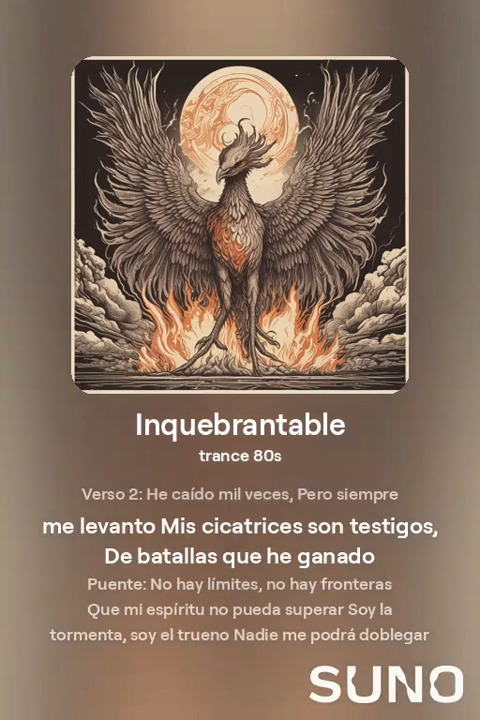 Inquebrantable
trance 80s
Verso 2: He caído mil veces, Pero siempre
me levanto Mis cicatrices son testigos,
De batallas que he ganado
Puente: No hay límites, no hay fronteras
Que mi espíritu no pueda superar Soy la
tormenta, soy el trueno Nadie me podrá doblegar
SUNO